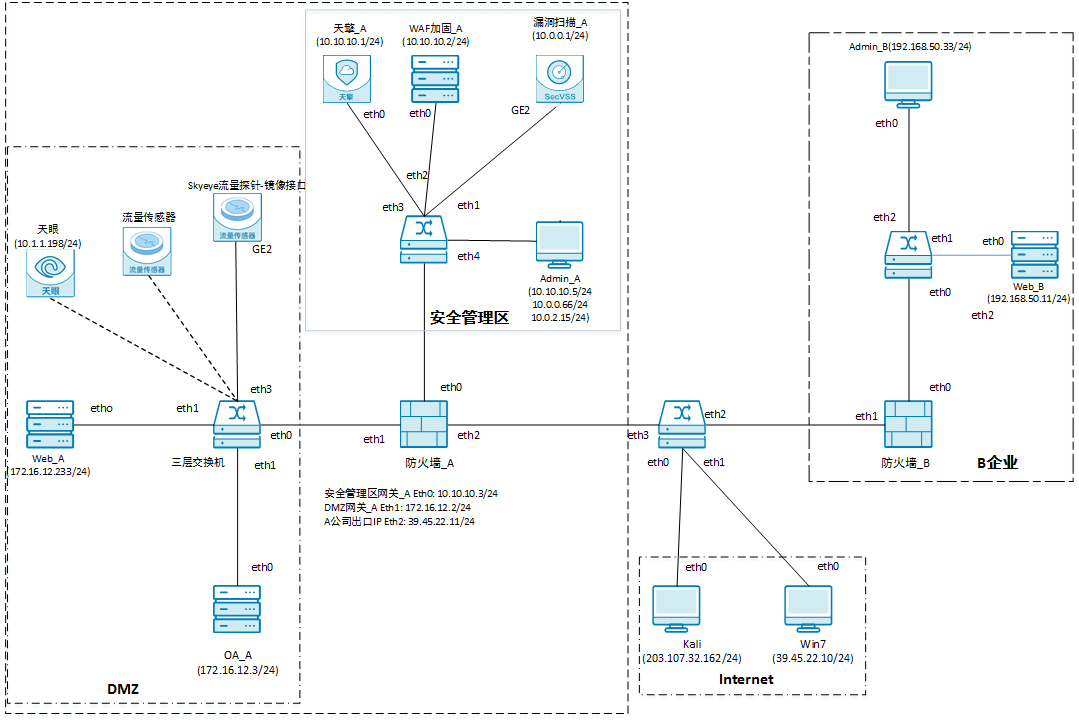 天擎_A
(10.10.10.1/24)
WAF加固_A
(10.10.10.2/24)
漏洞扫描_A
(10.0.0.1/24)
天擎
SecVSS
eth0
eth0
GE2
eth2
eth3
eth1
eth4
Admin_A
(10.10.10.5/24
10.0.0.66/24
10.0.2.15/24)
安全管理区
Admin_B(192.168.50.33/24)
eth0
eth2
eth1
eth0
Web_B
(192.168.50.11/24)
eth0
eth2
eth0
eth1
防火墙_B
B企业
Skyeye流量探针-镜像接口
流量传感器
GE2
流量传感器
流量传感器
天眼
(10.1.1.198/24)
天眼
eth3
etho
eth1
eth0
Web_A
(172.16.12.233/24)
三层交换机
eth1
eth0
OA_A
(172.16.12.3/24)
DMZ
eth0
eth1
eth2
防火墙_A
安全管理区网关_A Eth0: 10.10.10.3/24
DMZ网关_A Eth1: 172.16.12.2/24
A公司出口IP Eth2: 39.45.22.11/24
eth2
eth3
eth0
eth1
eth0
eth0
Kali
(203.107.32.162/24)
Win7
(39.45.22.10/24)
Internet